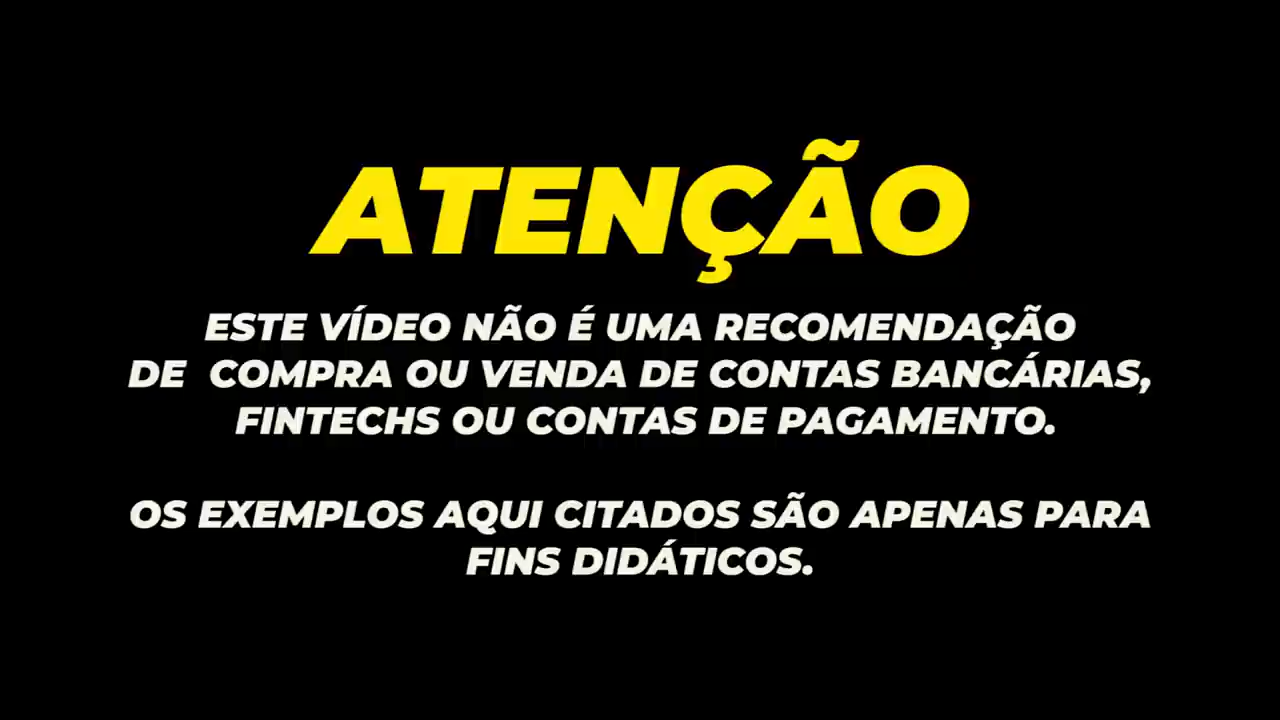 ATENÇÃO
ESTE VÍDEO NÃO É UMA RECOMENDAÇÃO
DE  COMPRA OU VENDA DE CONTAS BANCÁRIAS,
FINTECHS OU CONTAS DE PAGAMENTO.
OS EXEMPLOS AQUI CITADOS SÃO APENAS PARA
FINS DIDÁTICOS.